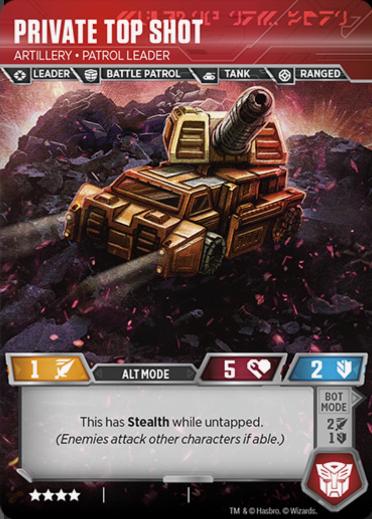 PRIVATE TOP SHOT
ARTILLERY • PATROL LEADER
LEADER BATTLE PATROL TANK RANGED
1 ALT MODE 5 2
This has Stealth while untapped.
(Enemies attack other characters if able.)
BOT
MODE
2
1
TM & © Hasbro. © Wizards.